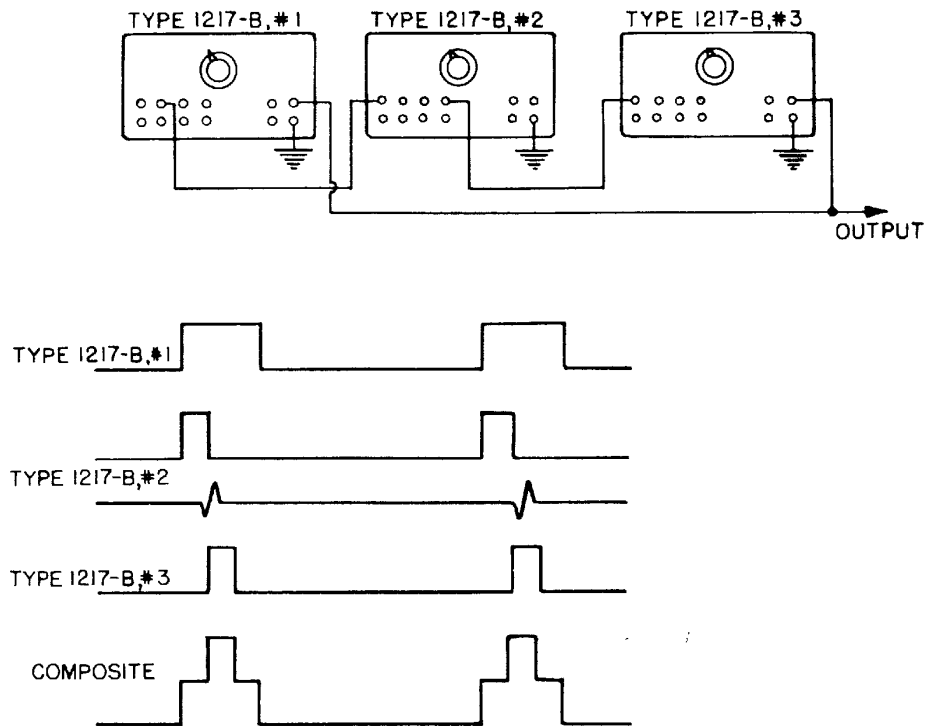 TYPE 1217-B,#1
TYPE 1217-B,#2
TYPE 1217-B,#3
OUTPUT
TYPE 1217-B,#1
TYPE 1217-B,#2
TYPE 1217-B,#3
COMPOSITE